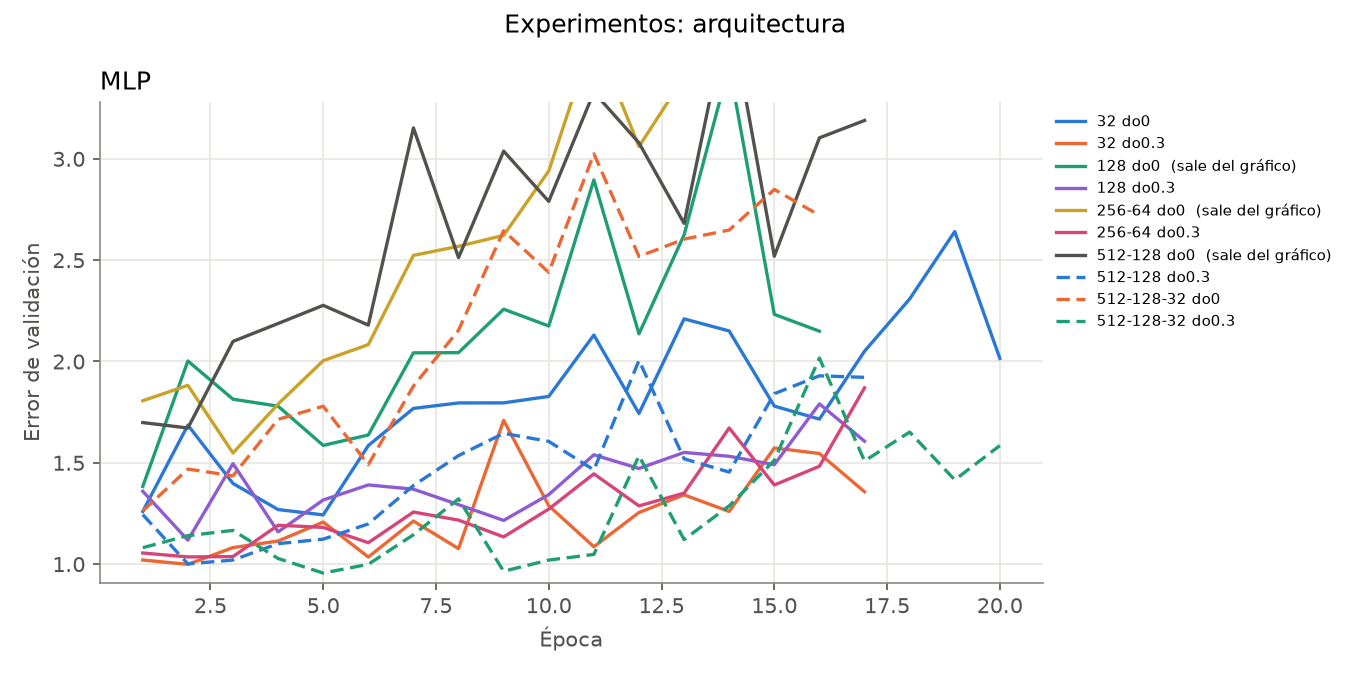 Experimentos: arquitectura
MLP
Error de validación
3.0
2.5
2.0
1.5
1.0
2.5
5.0
7.5
10.0
12.5
15.0
17.5
20.0
Época
32 do0
32 do0.3
128 do0  (sale del gráfico)
128 do0.3
256-64 do0  (sale del gráfico)
256-64 do0.3
512-128 do0  (sale del gráfico)
512-128 do0.3
512-128-32 do0
512-128-32 do0.3